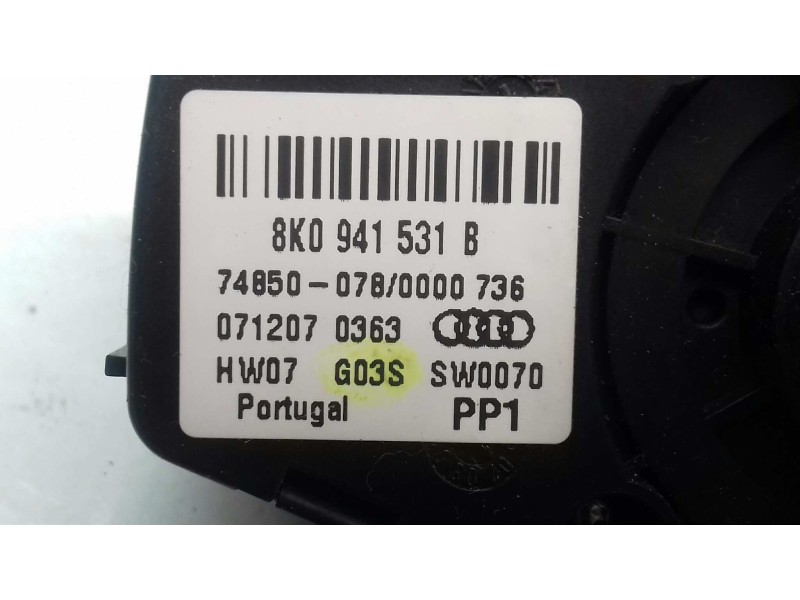 8K0 941 531 B
74850-078/0000 736
071207 0363
HW07 G03S SW0070
Portugal PP1